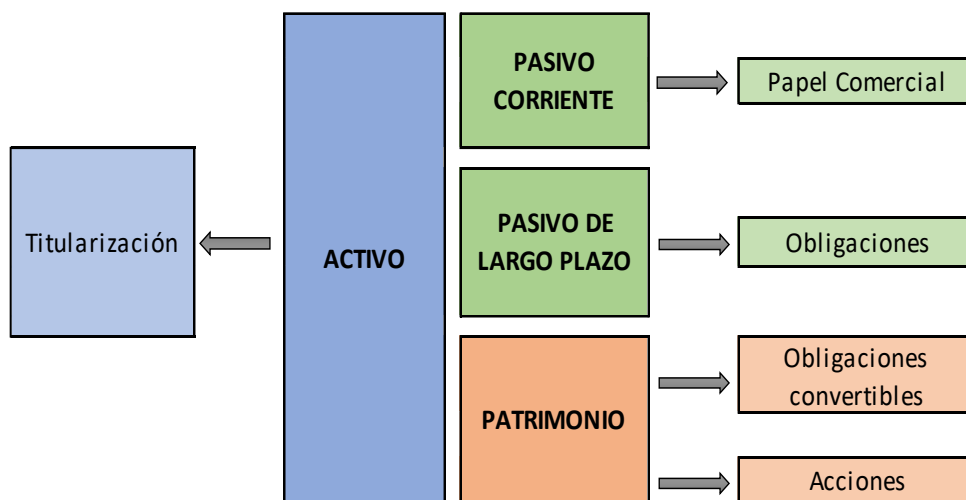 Titularización
ACTIVO
PASIVO
CORRIENTE
Papel Comercial
PASIVO DE
LARGO PLAZO
Obligaciones
PATRIMONIO
Obligaciones
convertibles
Acciones